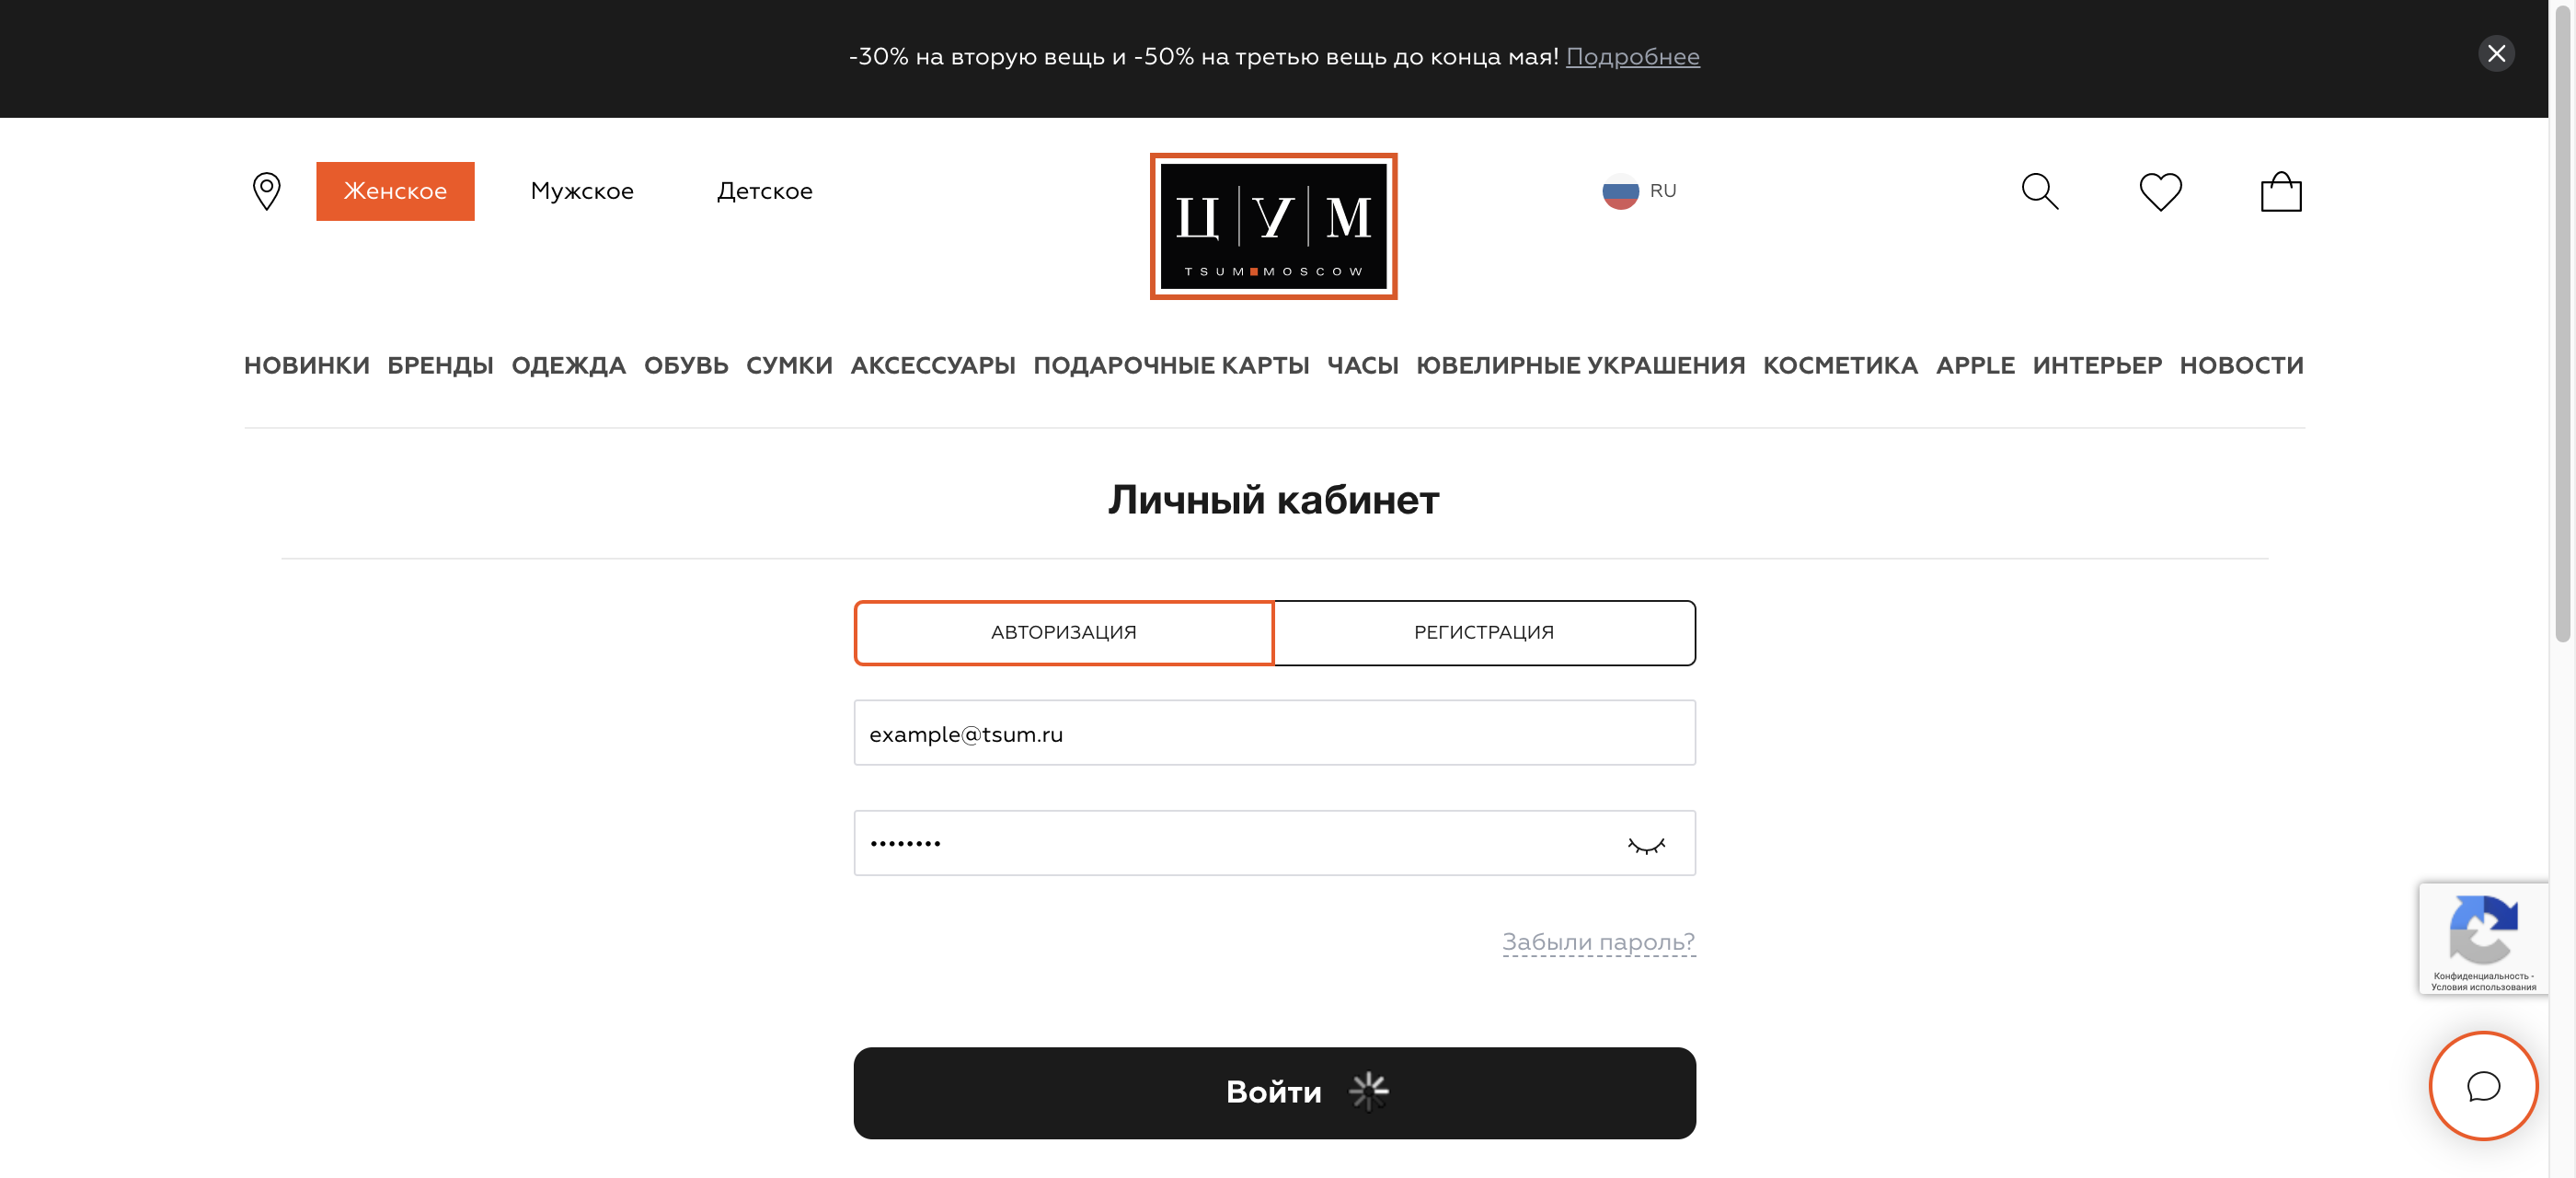 -30% на вторую вещь и -50% на третью вещь до конца мая! Подробнее
Женское Мужское Детское
ЦУМ
TSUM MOSCOW
RU
НОВИНКИ БРЕНДЫ ОДЕЖДА ОБУВЬ СУМКИ АКСЕССУАРЫ ПОДАРОЧНЫЕ КАРТЫ ЧАСЫ ЮВЕЛИРНЫЕ УКРАШЕНИЯ КОСМЕТИКА APPLE ИНТЕРЬЕР НОВОСТИ
Личный кабинет
АВТОРИЗАЦИЯ РЕГИСТРАЦИЯ
example@tsum.ru
••••••••
Забыли пароль?
Конфиденциальность -
Условия использования
Войти